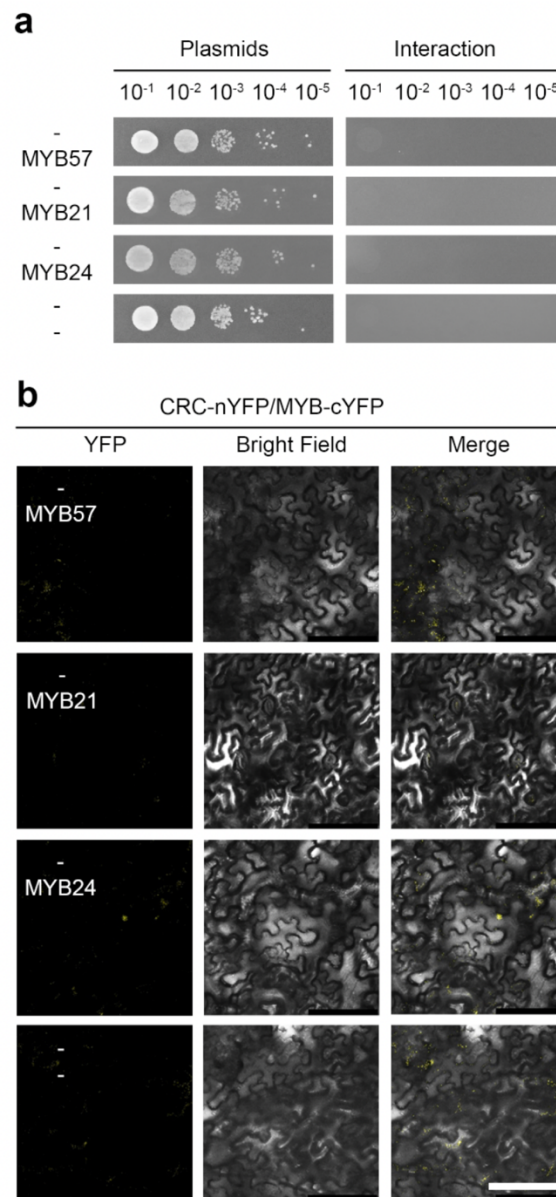 a
Plasmids Interaction
10⁻¹ 10⁻² 10⁻³ 10⁻⁴ 10⁻⁵ 10⁻¹ 10⁻² 10⁻³ 10⁻⁴ 10⁻⁵
-
MYB57
-
MYB21
-
MYB24
-
-
b
CRC-nYFP/MYB-cYFP
YFP Bright Field Merge
-
MYB57
-
MYB21
-
MYB24
-
-